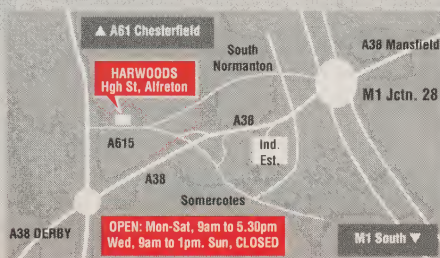 ▲ A61 Chesterfield
South
Normanton
A38 Mansfield
HARWOODS
Hgh St, Alfreton
M1 Jctn. 28
A38
A615
Ind.
Est.
A38
Somercotes
A38 DERBY
OPEN: Mon-Sat, 9am to 5.30pm
Wed, 9am to 1pm. Sun, CLOSED
M1 South ▼